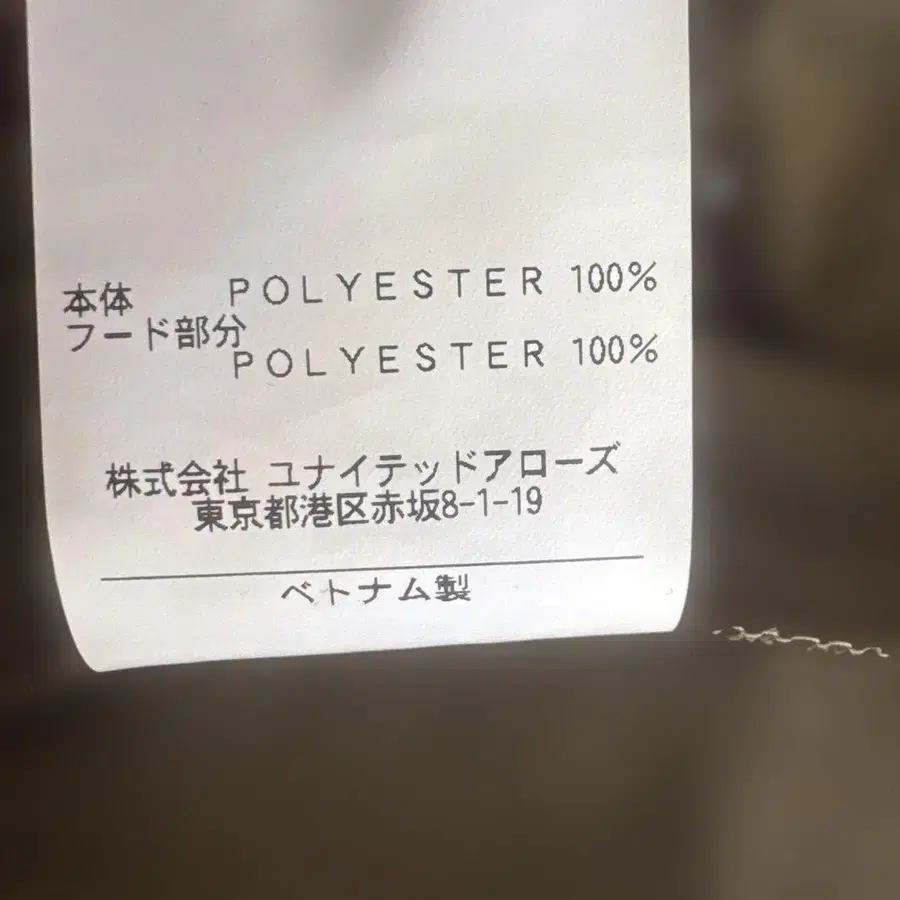 本体 POLYESTER 100%
フード部分
POLYESTER 100%
株式会社 ユナイテッドアローズ
東京都港区赤坂8-1-19
ベトナム製